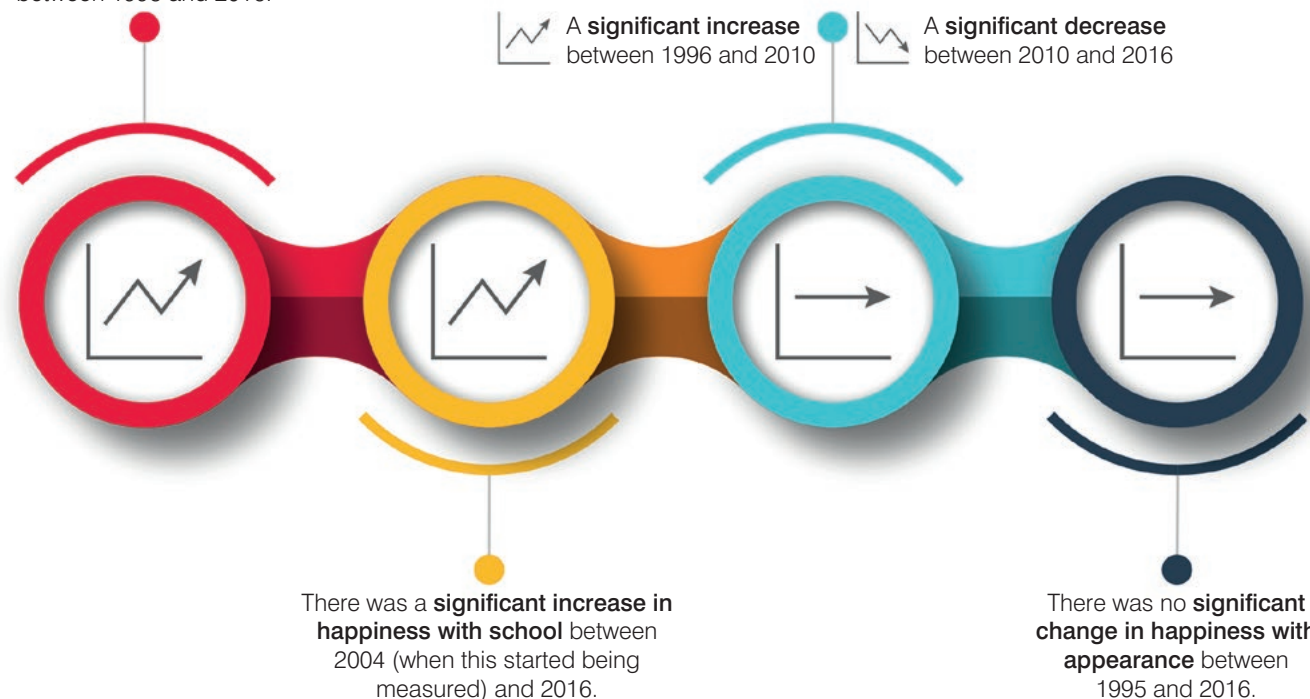 A significant increase
between 1996 and 2010
A significant decrease
between 2010 and 2016
There was a significant increase in
happiness with school between
2004 (when this started being
measured) and 2016.
There was no significant
change in happiness with
appearance between
1995 and 2016.